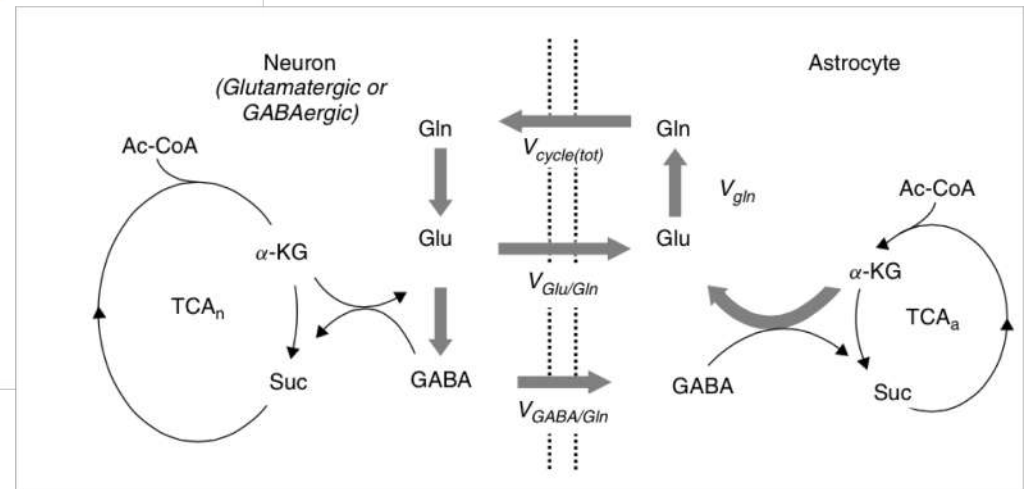 Neuron
(Glutamatergic or
GABAergic)
Astrocyte
Ac-CoA
Gln
Gln
V_cycle(tot)
V_gln
Ac-CoA
α-KG
Glu
Glu
α-KG
V_Glu/Gln
TCA_n
TCA_a
Suc
GABA
GABA
Suc
V_GABA/Gln